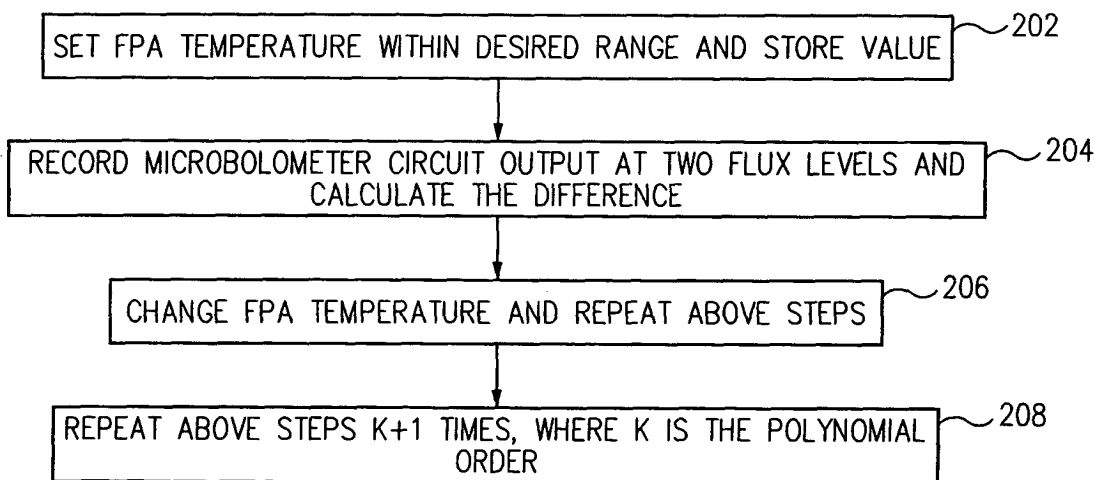 SET FPA TEMPERATURE WITHIN DESIRED RANGE AND STORE VALUE
202
RECORD MICROBOLOMETER CIRCUIT OUTPUT AT TWO FLUX LEVELS AND
CALCULATE THE DIFFERENCE
204
CHANGE FPA TEMPERATURE AND REPEAT ABOVE STEPS
206
REPEAT ABOVE STEPS K+1 TIMES, WHERE K IS THE POLYNOMIAL
ORDER
208